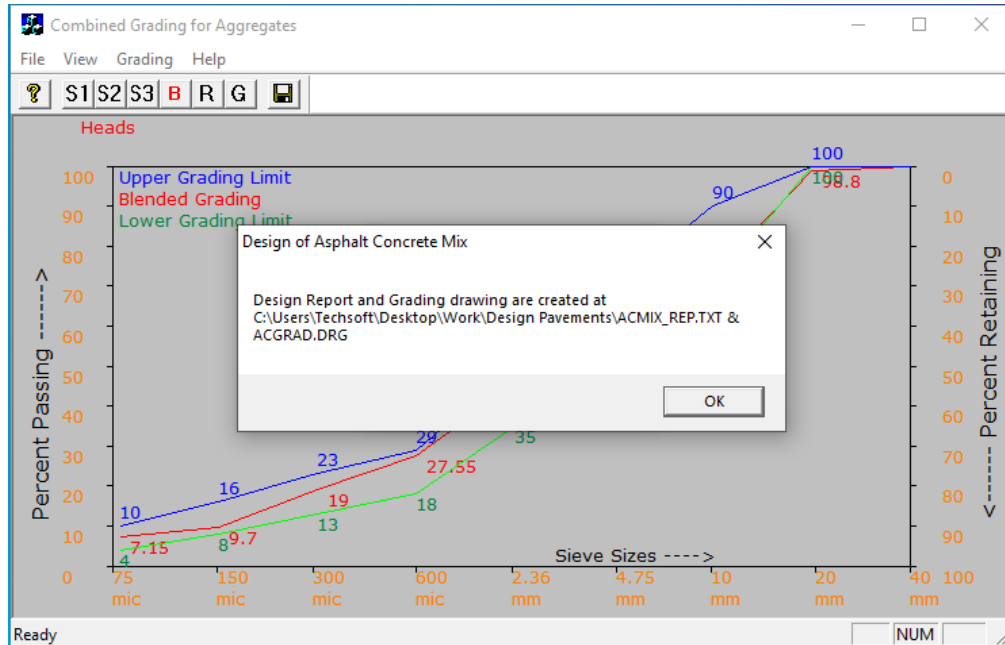 Combined Grading for Aggregates
File View Grading Help
? S1 S2 S3 B R G
Heads
Upper Grading Limit
Blended Grading
Lower Grading Limit
100
90
80
70
60
50
40
30
20
10
0
Percent Passing ------->
10
16
23
29
90
100
7.15
9.7
19
27.55
98.8
4
8
13
18
35
100
Design of Asphalt Concrete Mix
Design Report and Grading drawing are created at
C:\Users\Techsoft\Desktop\Work\Design Pavements\ACMIX_REP.TXT &
ACGRAD.DRG
OK
Sieve Sizes ---->
75 mic
150 mic
300 mic
600 mic
2.36 mm
4.75 mm
10 mm
20 mm
40 mm
0
10
20
30
40
50
60
80
90
100
<------ Percent Retaining
Ready
NUM